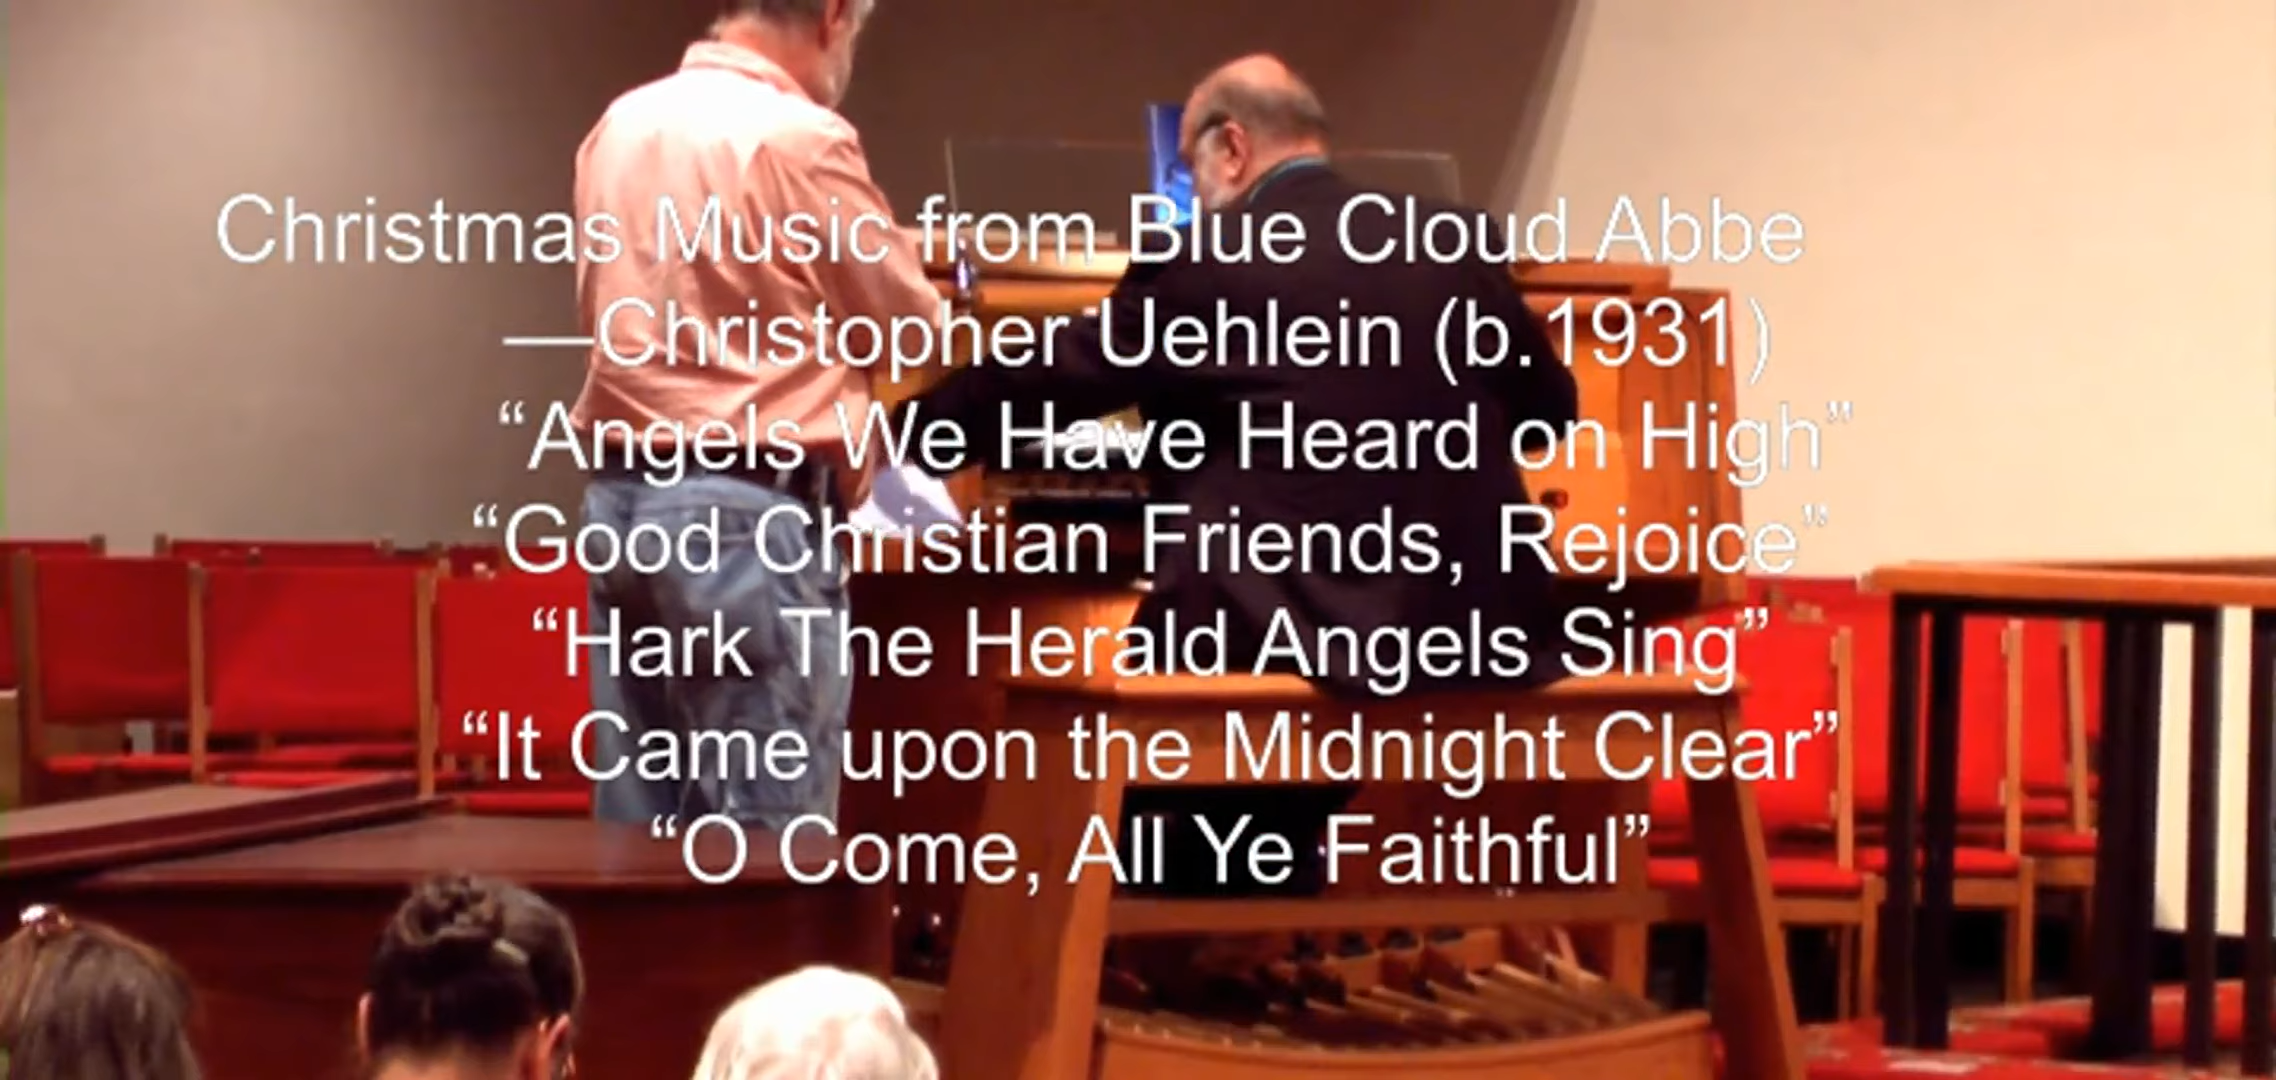 Christmas Music from Blue Cloud Abbe
—Christopher Uehlein (b.1931)
“Angels We Have Heard on High”
“Good Christian Friends, Rejoice”
“Hark The Herald Angels Sing”
“It Came upon the Midnight Clear”
“O Come, All Ye Faithful”